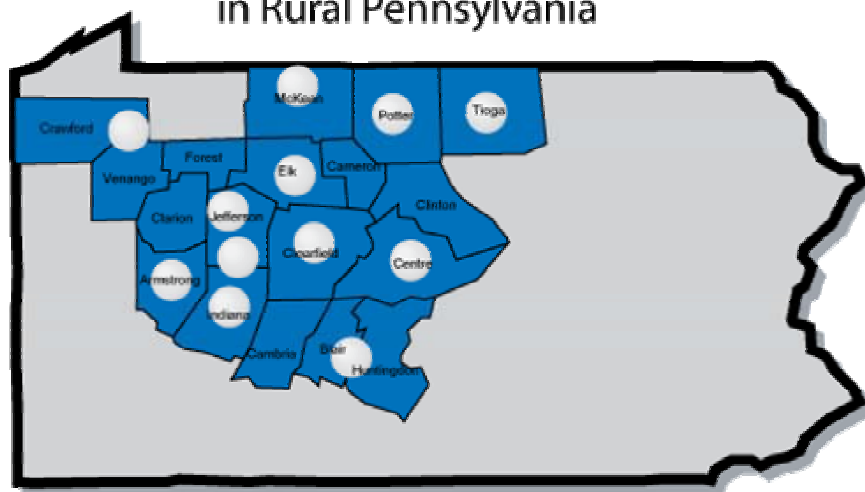 in Rural Pennsylvania
McKean
Potter
Tioga
Crawford
Forest
Elk
Cameron
Venango
Clarion
Jefferson
Clinton
Clearfield
Centre
Armstrong
Indiana
Cambria
Blair
Huntingdon